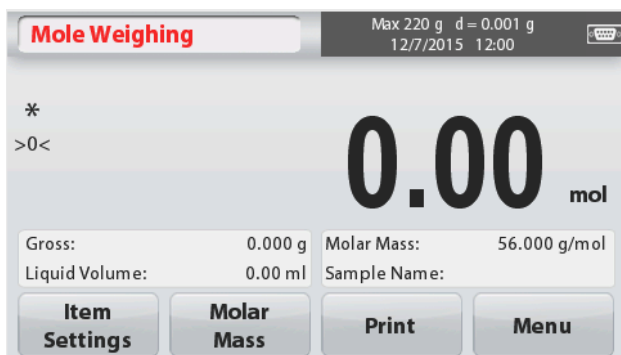 Mole Weighing
Max 220 g d = 0.001 g
12/7/2015 12:00
*
>0<
0.00 mol
Gross: 0.000 g
Liquid Volume: 0.00 ml
Molar Mass: 56.000 g/mol
Sample Name:
Item Settings
Molar Mass
Print
Menu